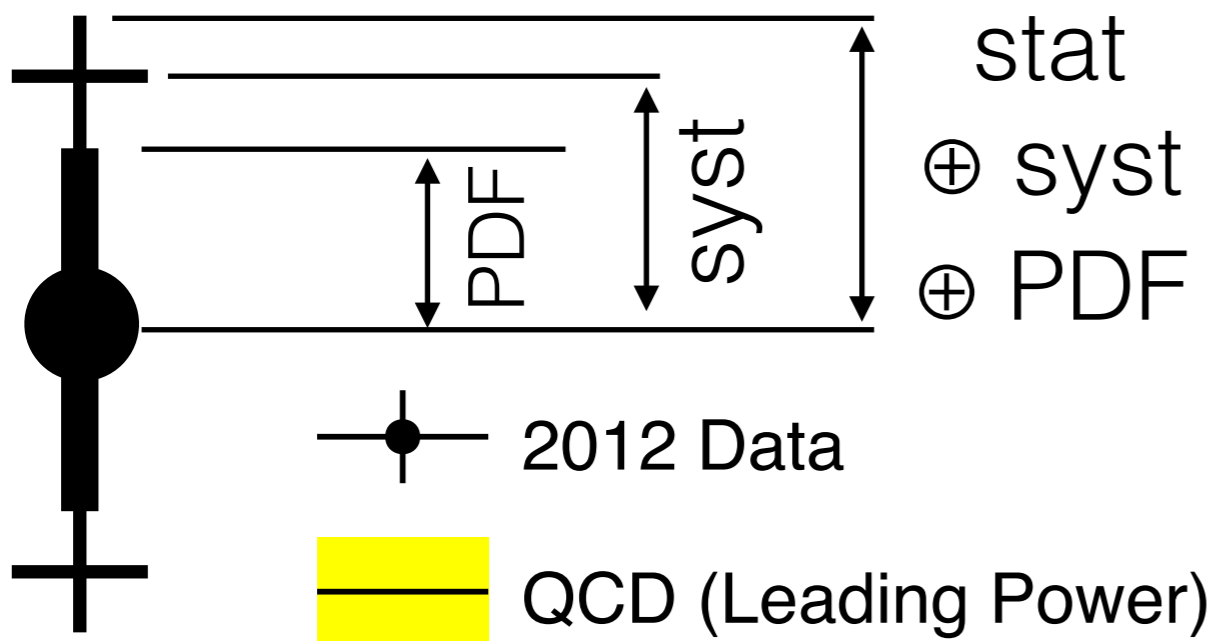 stat
⊕ syst
⊕ PDF
syst
PDF
2012 Data
QCD (Leading Power)